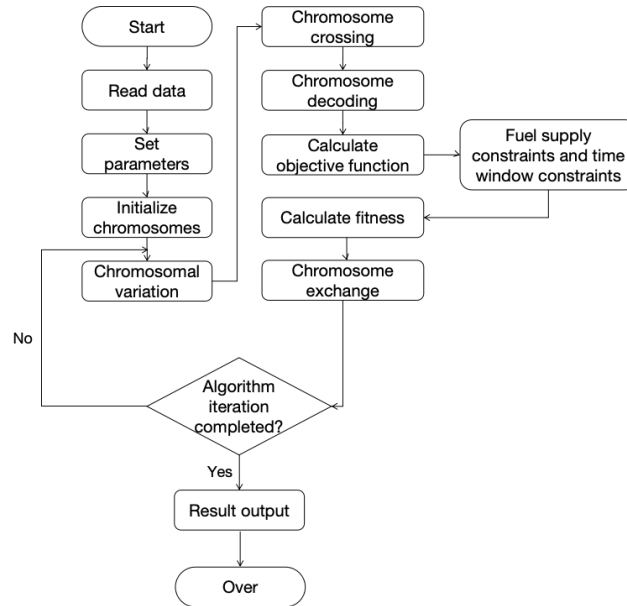 Start
Read data
Set
parameters
Initialize
chromosomes
Chromosomal
variation
Chromosome
crossing
Chromosome
decoding
Calculate
objective function
Fuel supply
constraints and time
window constraints
Calculate fitness
Chromosome
exchange
No
Algorithm
iteration
completed?
Yes
Result output
Over